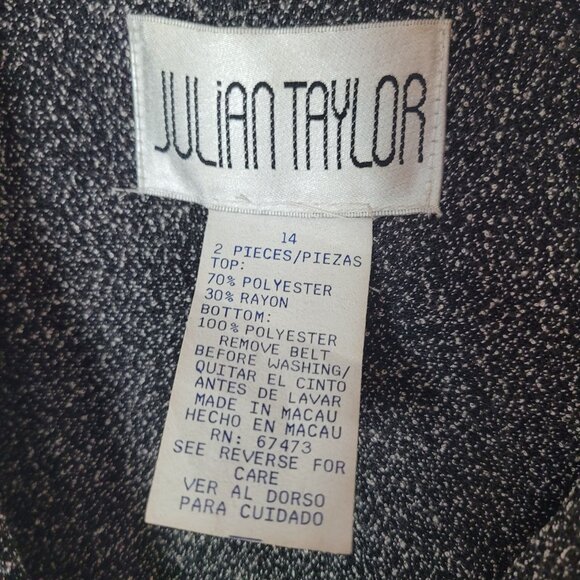 JULiAN TAYLOR
14
2 PIECES/PIEZAS
TOP:
70% POLYESTER
30% RAYON
BOTTOM:
100% POLYESTER
REMOVE BELT
BEFORE WASHING/
QUITAR EL CINTO
ANTES DE LAVAR
MADE IN MACAU
HECHO EN MACAU
RN: 67473
SEE REVERSE FOR
CARE
VER AL DORSO
PARA CUIDADO